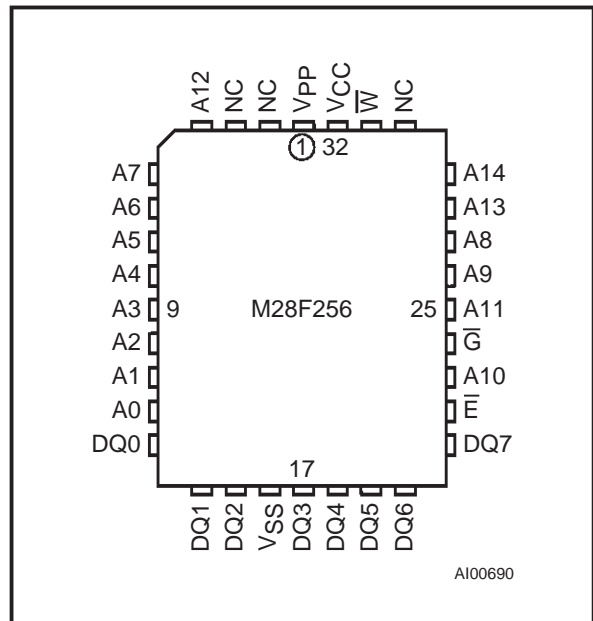 A12 NC NC VPP VCC W̅ NC
1 32
A7 A14
A6 A13
A5 A8
A4 A9
A3 9 M28F256 25 A11
A2 G̅
A1 A10
A0 E̅
DQ0 DQ7
17
DQ1 DQ2 VSS DQ3 DQ4 DQ5 DQ6
AI00690